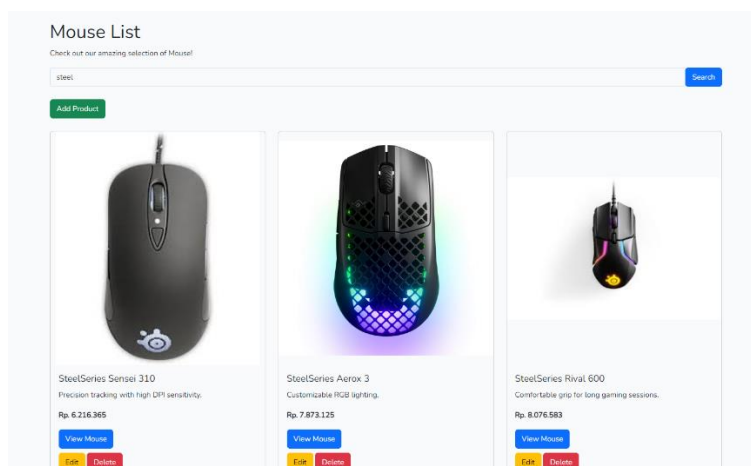 Mouse List
Check out our amazing selection of Mouse!
steel
Search
Add Product
SteelSeries Sensei 310
Precision tracking with high DPI sensitivity.
Rp. 6.216.365
View Mouse
Edit Delete
SteelSeries Aerox 3
Customizable RGB lighting.
Rp. 7.873.125
View Mouse
Edit Delete
SteelSeries Rival 600
Comfortable grip for long gaming sessions.
Rp. 8.076.583
View Mouse
Edit Delete